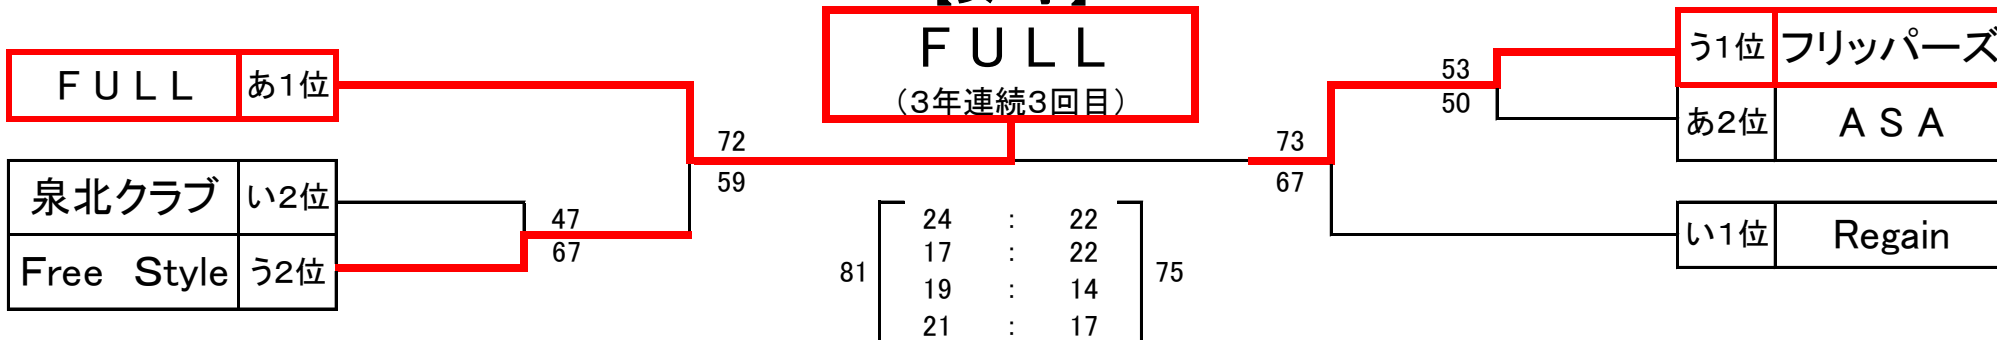 FULL
(3年連続3回目)
FULL あ1位
泉北クラブ い2位
Free Style う2位
72
59
47
67
う1位 フリッパーズ
あ2位 ASA
い1位 Regain
53
50
73
67
81
24 : 22
17 : 22
19 : 14
21 : 17
75